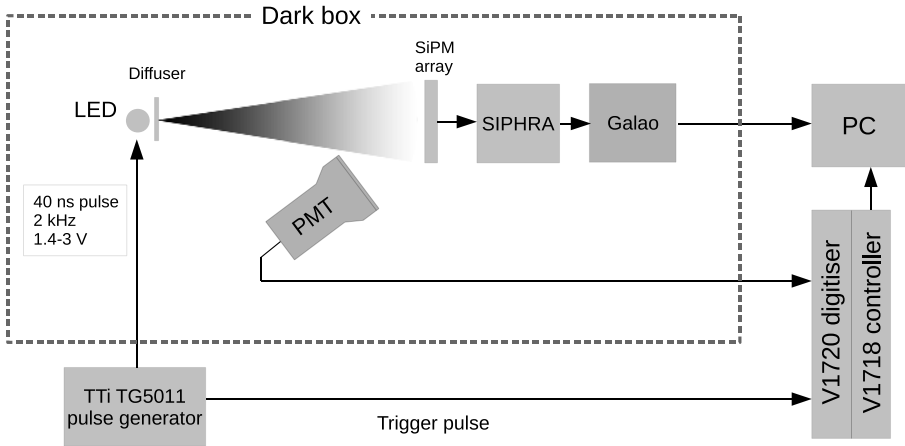 Dark box
SiPM
array
Diffuser
LED
SIPHRA
Galao
PC
40 ns pulse
2 kHz
1.4-3 V
PMT
V1720 digitiser
V1718 controller
TTi TG5011
pulse generator
Trigger pulse